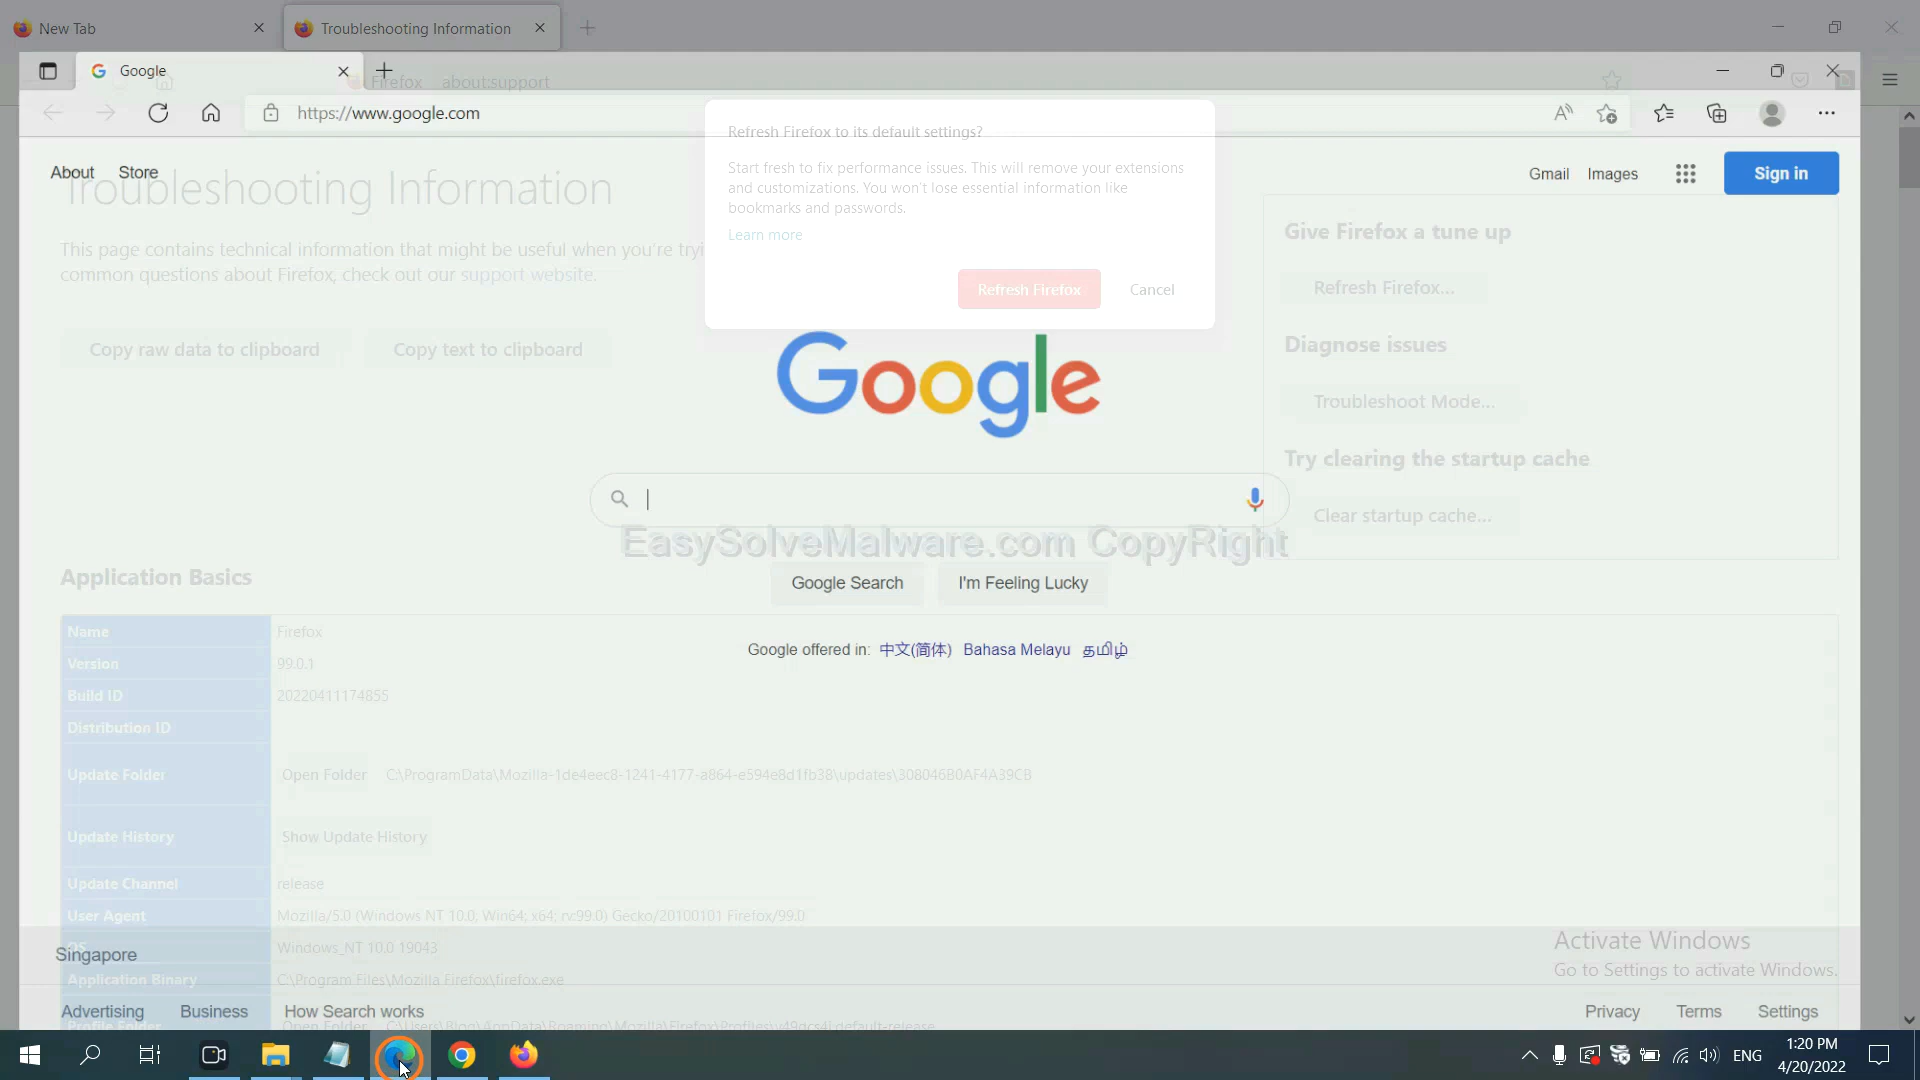 New Tab
Troubleshooting Information
Google
Firefox about:support
https://www.google.com
Refresh Firefox to its default settings?
Start fresh to fix performance issues. This will remove your extensions
and customizations. You won't lose essential information like
bookmarks and passwords.
Learn more
Refresh Firefox
Cancel
About Store
Gmail Images
Sign in
Troubleshooting Information
This page contains technical information that might be useful when you're tryi
common questions about Firefox, check out our support website.
Copy raw data to clipboard
Copy text to clipboard
Give Firefox a tune up
Refresh Firefox...
Diagnose issues
Troubleshoot Mode...
Try clearing the startup cache
Clear startup cache...
Google
EasySolveMalware.com CopyRight
Google Search
I'm Feeling Lucky
Google offered in: 中文(简体) Bahasa Melayu தமிழ்
Application Basics
Name Firefox
Version 99.0.1
Build ID 20220411174855
Distribution ID
Update Folder Open Folder C:\ProgramData\Mozilla-1de4eec8-1241-4177-a864-e594e8d1fb38\updates\308046B0AF4A39CB
Update History Show Update History
Update Channel release
User Agent Mozilla/5.0 (Windows NT 10.0; Win64; x64; rv:99.0) Gecko/20100101 Firefox/99.0
OS Windows_NT 10.0 19043
Singapore
Application Binary C:\Program Files\Mozilla Firefox\firefox.exe
Activate Windows
Go to Settings to activate Windows.
Advertising Business How Search works
Privacy Terms Settings
Profile Folder Open Folder
ENG
1:20 PM
4/20/2022